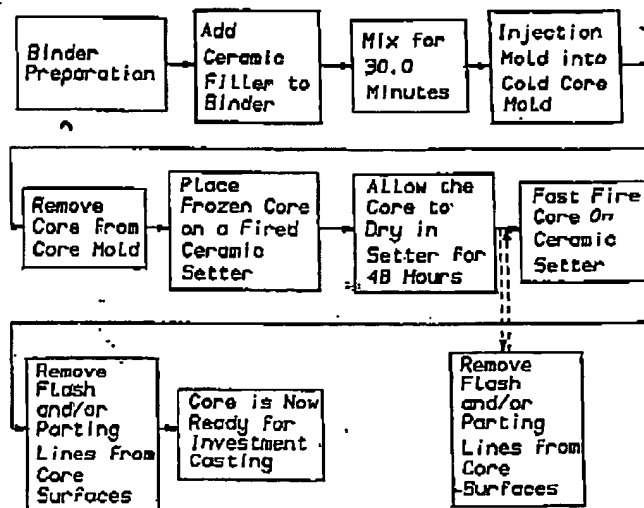 Binder
Preparation
Add
Ceramic
Filler to
Binder
Mix for
30.0
Minutes
Injection
Mold into
Cold Core
Mold
Remove
Core from
Core Mold
Place
Frozen Core
on a Fired
Ceramic
Setter
Allow the
Core to
Dry in
Setter for
48 Hours
Fast Fire
Core On
Ceramic
Setter
Remove
Flash
and/or
Parting
Lines from
Core
Surfaces
Core is Now
Ready for
Investment
Casting
Remove
Flash
and/or
Parting
Lines from
Core
Surfaces